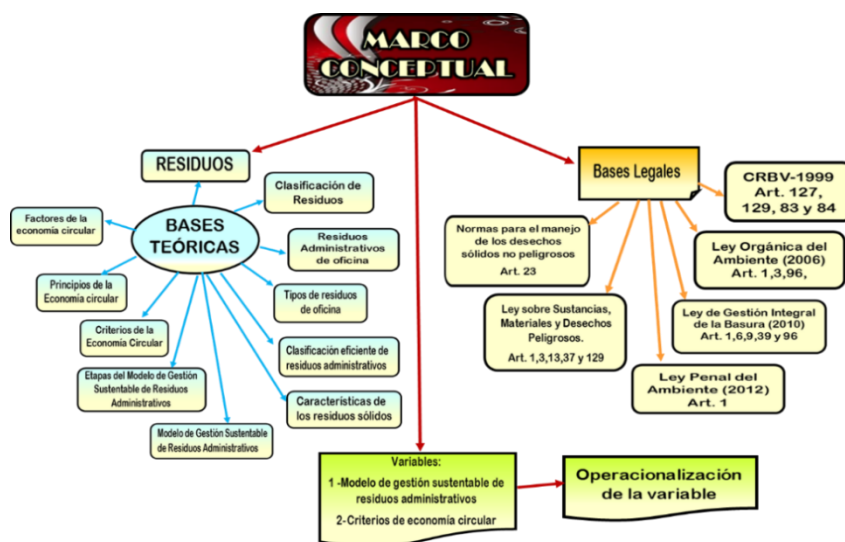 MARCO
CONCEPTUAL
RESIDUOS
Clasificación de
Residuos
Factores de la
economía circular
BASES
TEÓRICAS
Residuos
Administrativos de
oficina
Principios de la
Economía circular
Tipos de residuos
de oficina
Criterios de la
Economía Circular
Clasificación eficiente de
residuos administrativos
Etapas del Modelo de Gestión
Sustentable de Residuos
Administrativos
Características de
los residuos sólidos
Modelo de Gestión Sustentable
de Residuos Administrativos
Bases Legales
CRBV-1999
Art. 127,
129, 83 y 84
Normas para el manejo
de los desechos
sólidos no peligrosos
Art. 23
Ley Orgánica del
Ambiente (2006)
Art. 1,3,96,
Ley sobre Sustancias,
Materiales y Desechos
Peligrosos.
Art. 1,3,13,37 y 129
Ley de Gestión Integral
de la Basura (2010)
Art. 1,6,9,39 y 96
Ley Penal del
Ambiente (2012)
Art. 1
Variables:
1 -Modelo de gestión sustentable de
residuos administrativos
2-Criterios de economía circular
Operacionalización
de la variable